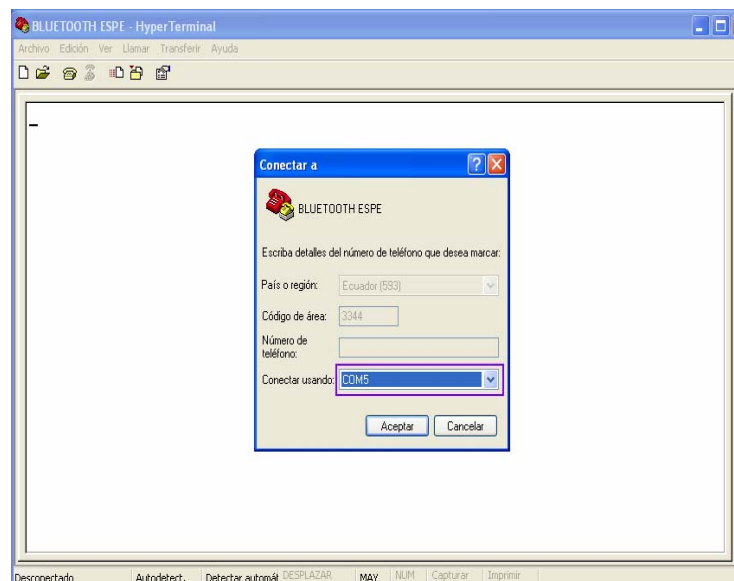 BLUETOOTH ESPE - HyperTerminal
Archivo Edición Ver Llamar Transferir Ayuda
Conectar a
BLUETOOTH ESPE
Escriba detalles del número de teléfono que desea marcar:
País o región: Ecuador (593)
Código de área: 3344
Número de
teléfono:
Conectar usando: COM5
Aceptar Cancelar
Desconectado Autodetect. Detectar automát DESPLAZAR MAY NUM Capturar Imprimir